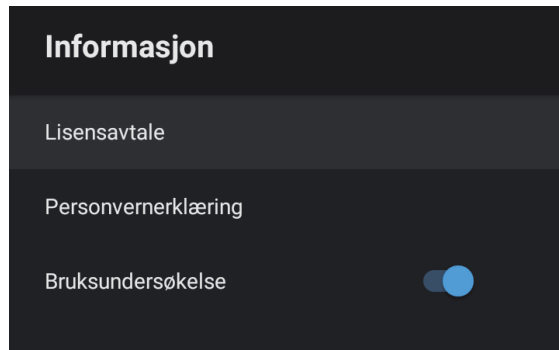 Informasjon
Lisensavtale
Personvernerklæring
Bruksundersøkelse